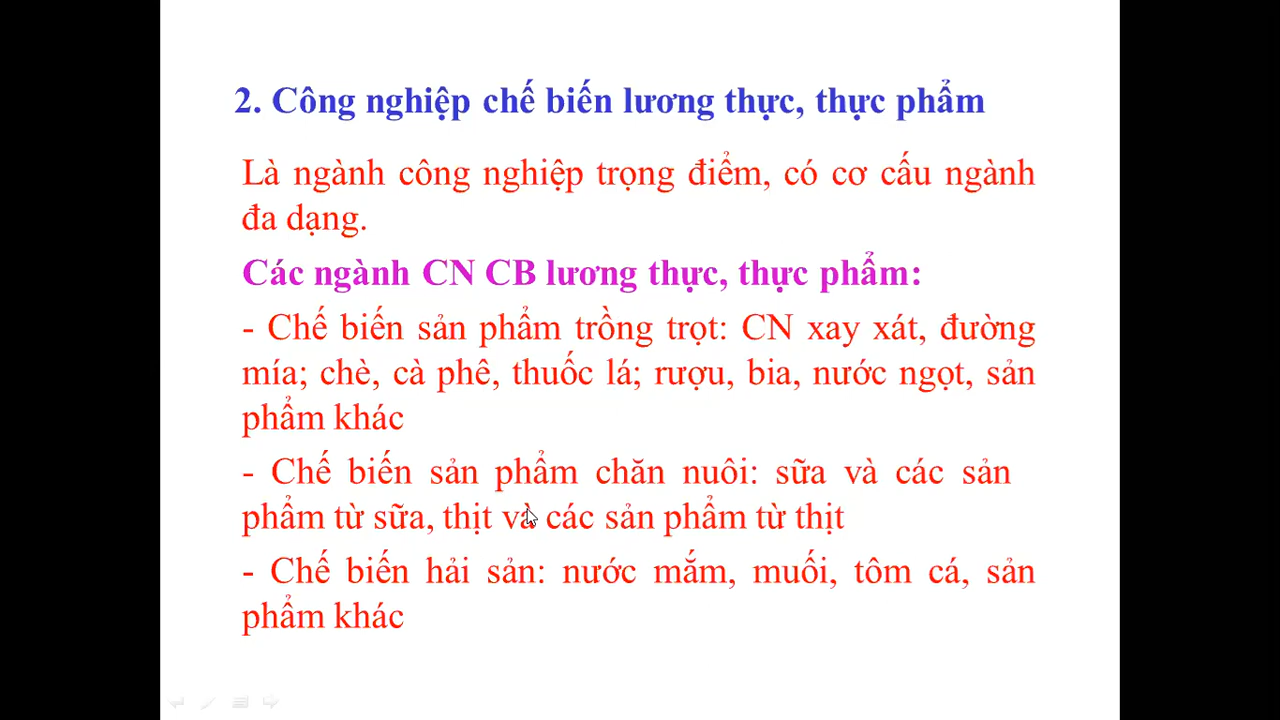 2. Công nghiệp chế biến lương thực, thực phẩm
Là ngành công nghiệp trọng điểm, có cơ cấu ngành
đa dạng.
Các ngành CN CB lương thực, thực phẩm:
- Chế biến sản phẩm trồng trọt: CN xay xát, đường
mía; chè, cà phê, thuốc lá; rượu, bia, nước ngọt, sản
phẩm khác
- Chế biến sản phẩm chăn nuôi: sữa và các sản
phẩm từ sữa, thịt và các sản phẩm từ thịt
- Chế biến hải sản: nước mắm, muối, tôm cá, sản
phẩm khác